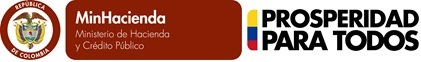 REPÚBLICA
DE COLOMBIA
MinHacienda
Ministerio de Hacienda
y Crédito Público
PROSPERIDAD
PARA TODOS